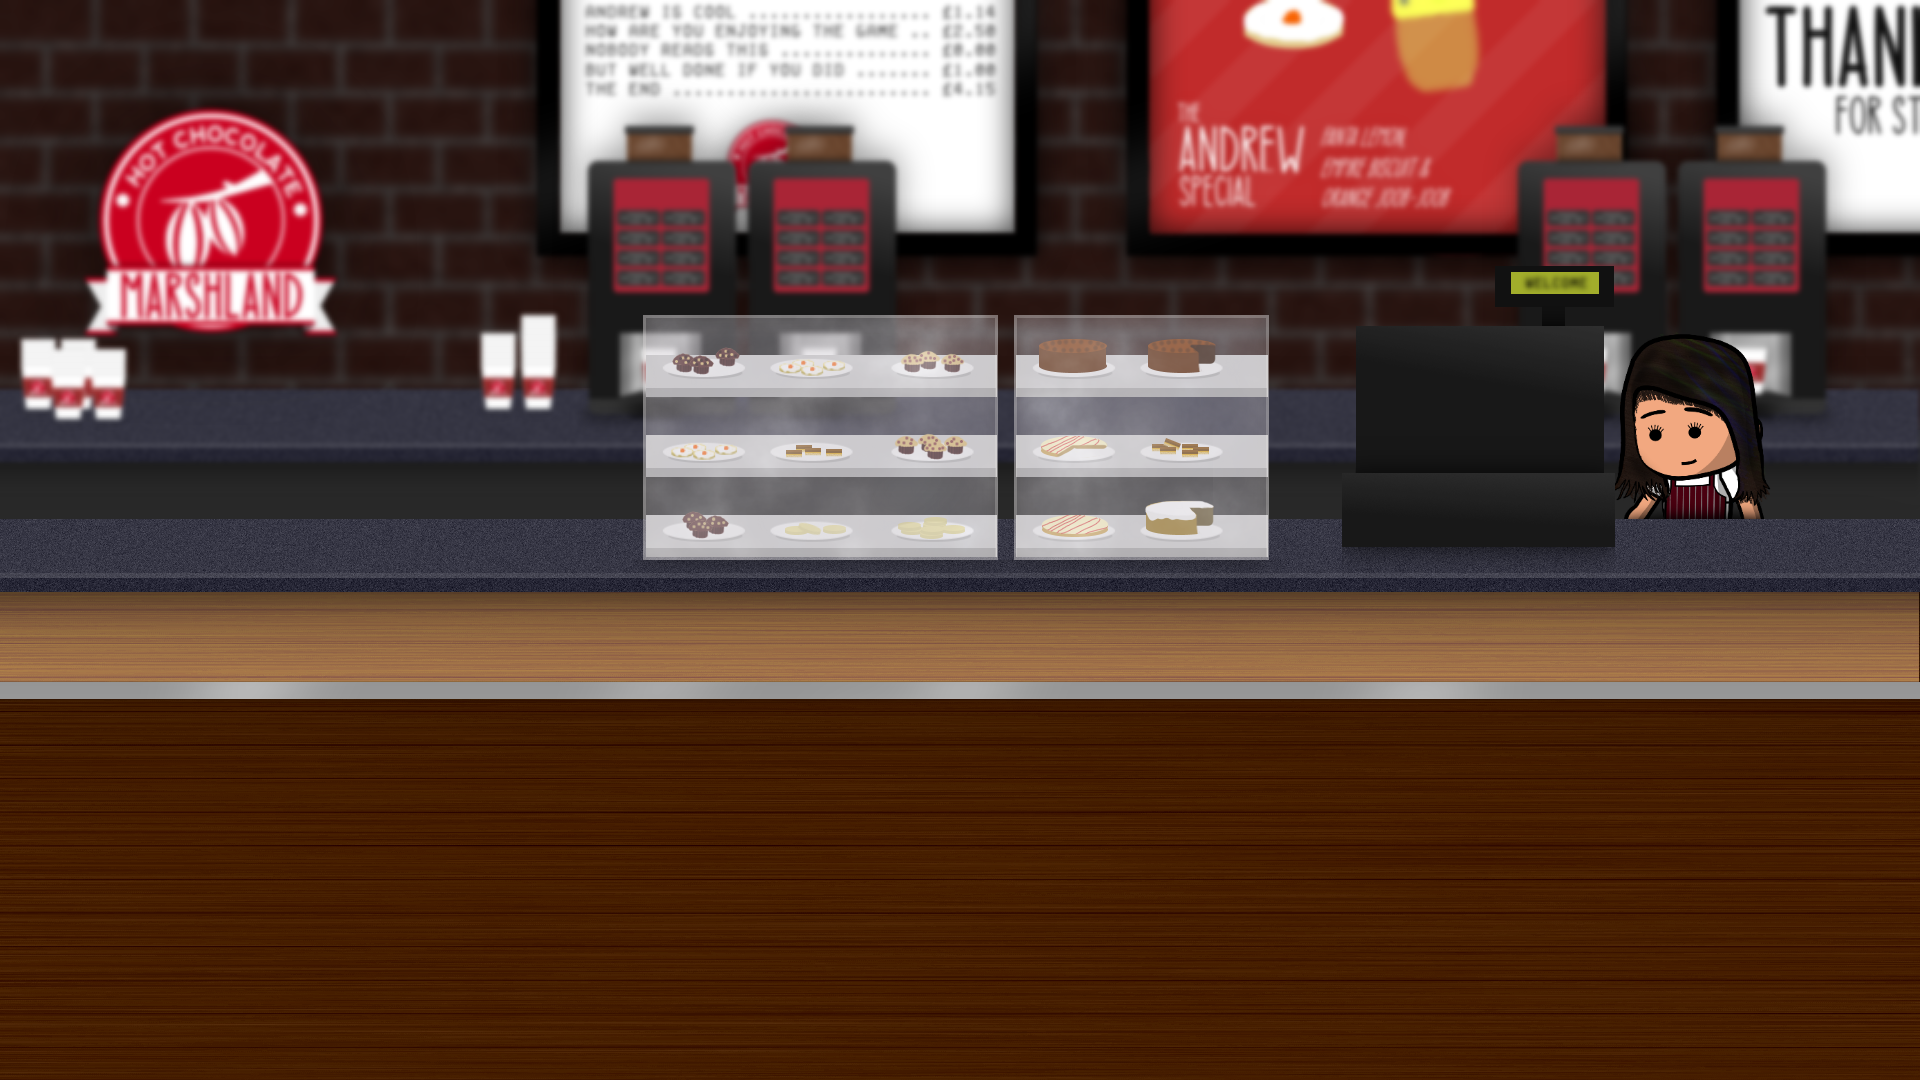 ANDREW IS COOL ................ £1.14
HOW ARE YOU ENJOYING THE GAME .. £2.50
NOBODY READS THIS ............. £0.00
BUT WELL DONE IF YOU DID ....... £1.00
THE END ....................... £4.15
HOT CHOCOLATE
MARSHLAND
THE
ANDREW
SPECIAL
EMPIRE BISCUIT &
THAN
FOR ST
WELCOME